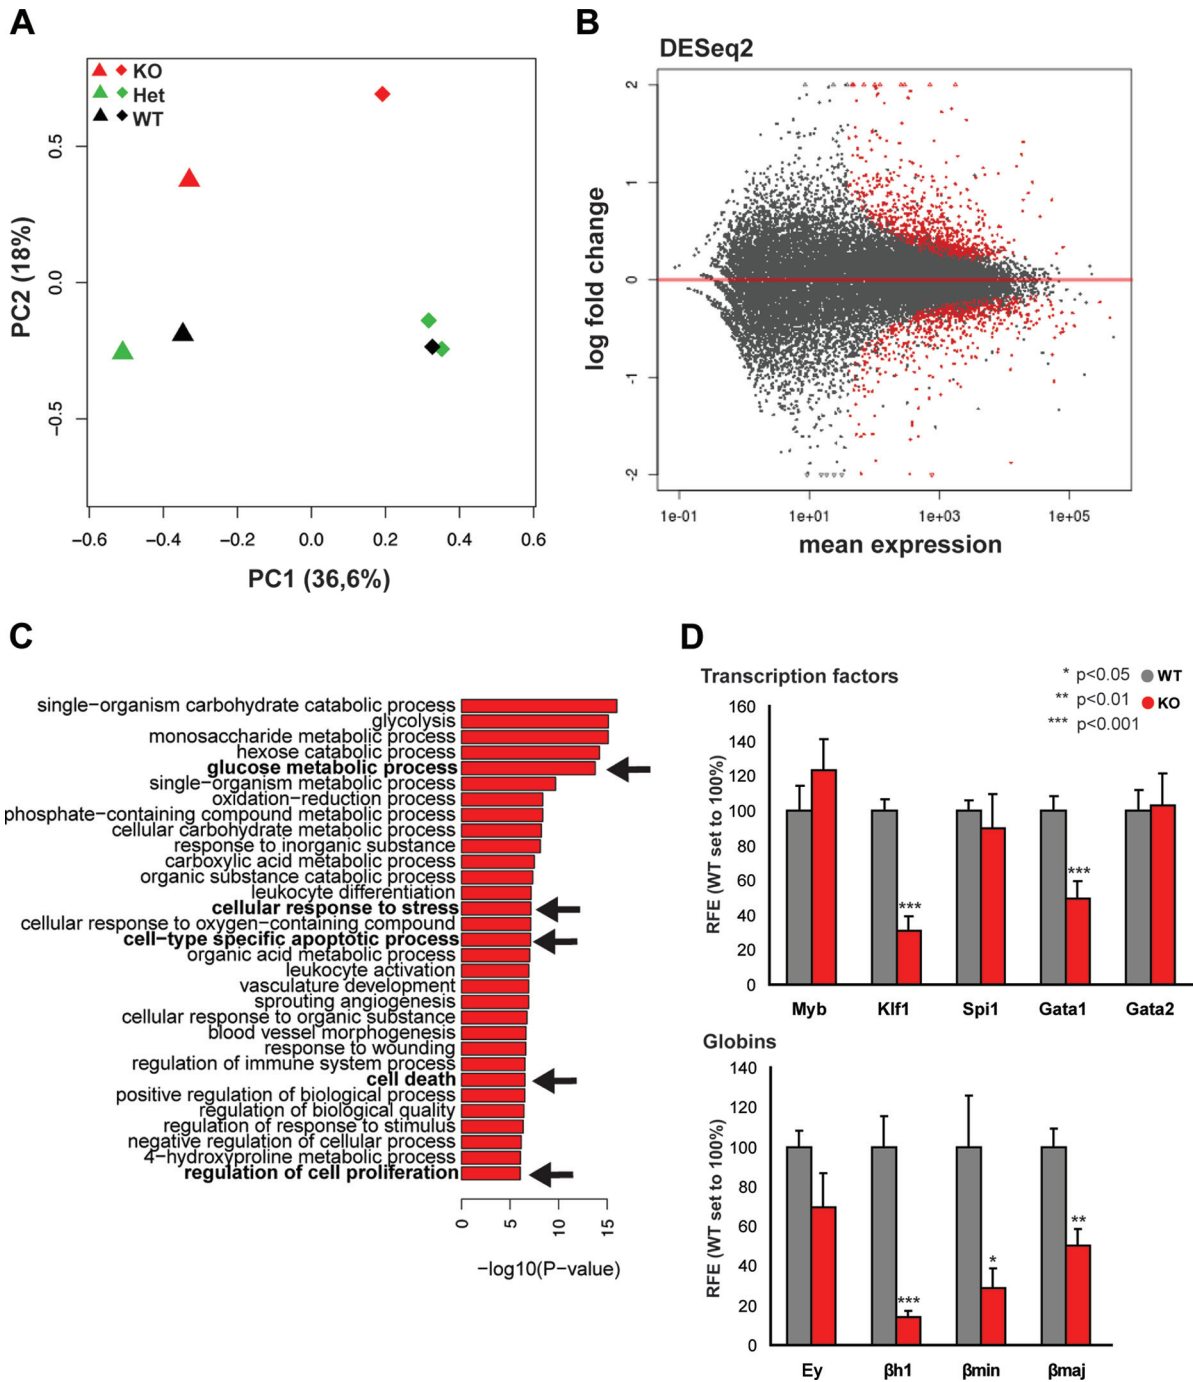 A
KO
Het
WT
PC2 (18%)
0.5
0.0
−0.5
−0.6
−0.4
−0.2
0.0
0.2
0.4
0.6
PC1 (36,6%)
B
DESeq2
log fold change
2
1
0
-1
-2
1e-01
1e+01
1e+03
1e+05
mean expression
C
single−organism carbohydrate catabolic process
glycolysis
monosaccharide metabolic process
hexose catabolic process
glucose metabolic process
single−organism metabolic process
oxidation−reduction process
phosphate−containing compound metabolic process
cellular carbohydrate metabolic process
response to inorganic substance
carboxylic acid metabolic process
organic substance catabolic process
leukocyte differentiation
cellular response to stress
cellular response to oxygen−containing compound
cell−type specific apoptotic process
organic acid metabolic process
leukocyte activation
vasculature development
sprouting angiogenesis
cellular response to organic substance
blood vessel morphogenesis
response to wounding
regulation of immune system process
cell death
positive regulation of biological process
regulation of biological quality
regulation of response to stimulus
negative regulation of cellular process
4−hydroxyproline metabolic process
regulation of cell proliferation
0
5
10
15
−log10(P−value)
D
Transcription factors
* p<0.05
** p<0.01
*** p<0.001
WT
KO
RFE (WT set to 100%)
160
140
120
100
80
60
40
20
0
***
***
Myb
Klf1
Spi1
Gata1
Gata2
Globins
RFE (WT set to 100%)
140
120
100
80
60
40
20
0
***
*
**
Ey
βh1
βmin
βmaj